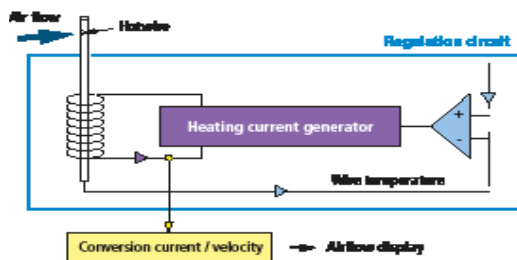 Air flow
Hotwire
Regulation circuit
Heating current generator
+
-
Wire temperature
Conversion current / velocity
Airflow display